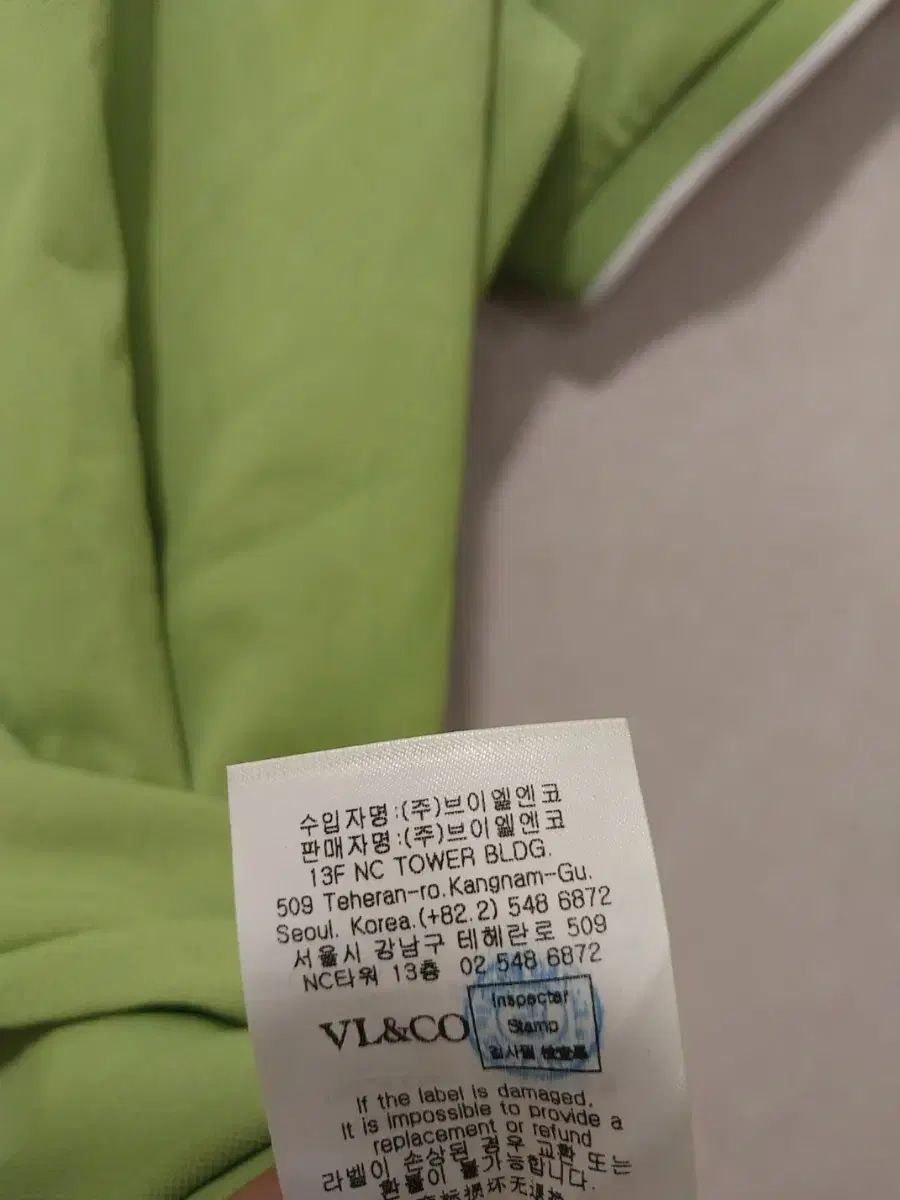 수입자명:(주)브이엘엔코
판매자명:(주)브이엘엔코
13F NC TOWER BLDG.
509 Teheran-ro.Kangnam-Gu.
Seoul. Korea.(+82.2) 548 6872
서울시 강남구 테헤란로 509
NC타워 13층 02 548 6872
VL&CO
Inspecter
Stamp
If the label is damaged.
It is impossible to provide a
replacement or refund
라벨이 손상된 경우 교환 또는
환불이 불가능합니다.